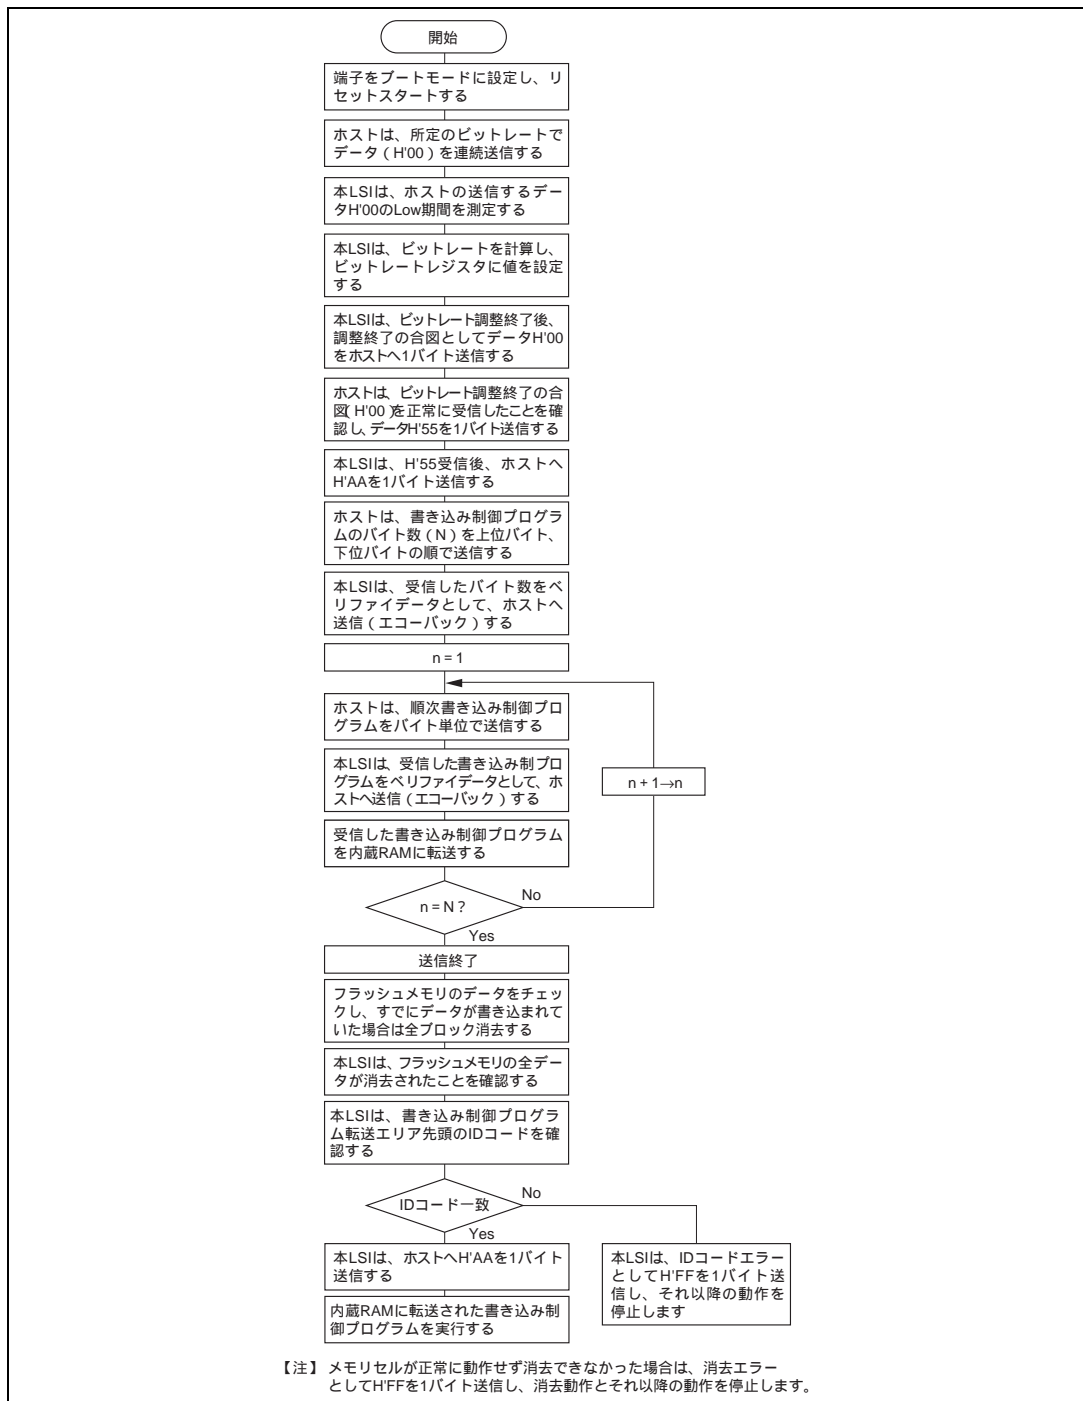 開始
端子をブートモードに設定し、リ
セットスタートする
ホストは、所定のビットレートで
データ（H'00）を連続送信する
本LSIは、ホストの送信するデー
タH'00のLow期間を測定する
本LSIは、ビットレートを計算し、
ビットレートレジスタに値を設定
する
本LSIは、ビットレート調整終了後、
調整終了の合図としてデータH'00
をホストへ1バイト送信する
ホストは、ビットレート調整終了の合
図（H'00）を正常に受信したことを確
認し、データH'55を1バイト送信する
本LSIは、H'55受信後、ホストへ
H'AAを1バイト送信する
ホストは、書き込み制御プログラ
ムのバイト数（N）を上位バイト、
下位バイトの順で送信する
本LSIは、受信したバイト数をベ
リファイデータとして、ホストへ
送信（エコーバック）する
n = 1
ホストは、順次書き込み制御プロ
グラムをバイト単位で送信する
本LSIは、受信した書き込み制プロ
グラムをベリファイデータとして、ホ
ストへ送信（エコーバック）する
n + 1→n
受信した書き込み制御プログラム
を内蔵RAMに転送する
n = N？
No
Yes
送信終了
フラッシュメモリのデータをチェッ
クし、すでにデータが書き込まれて
いた場合は全ブロック消去する
本LSIは、フラッシュメモリの全デー
タが消去されたことを確認する
本LSIは、書き込み制御プログラ
ム転送エリア先頭のIDコードを確
認する
IDコード一致
No
Yes
本LSIは、ホストへH'AAを1バイト
送信する
本LSIは、IDコードエラー
としてH'FFを1バイト送
信し、それ以降の動作を
停止します
内蔵RAMに転送された書き込み制
御プログラムを実行する
【注】 メモリセルが正常に動作せず消去できなかった場合は、消去エラー
としてH'FFを1バイト送信し、消去動作とそれ以降の動作を停止します。